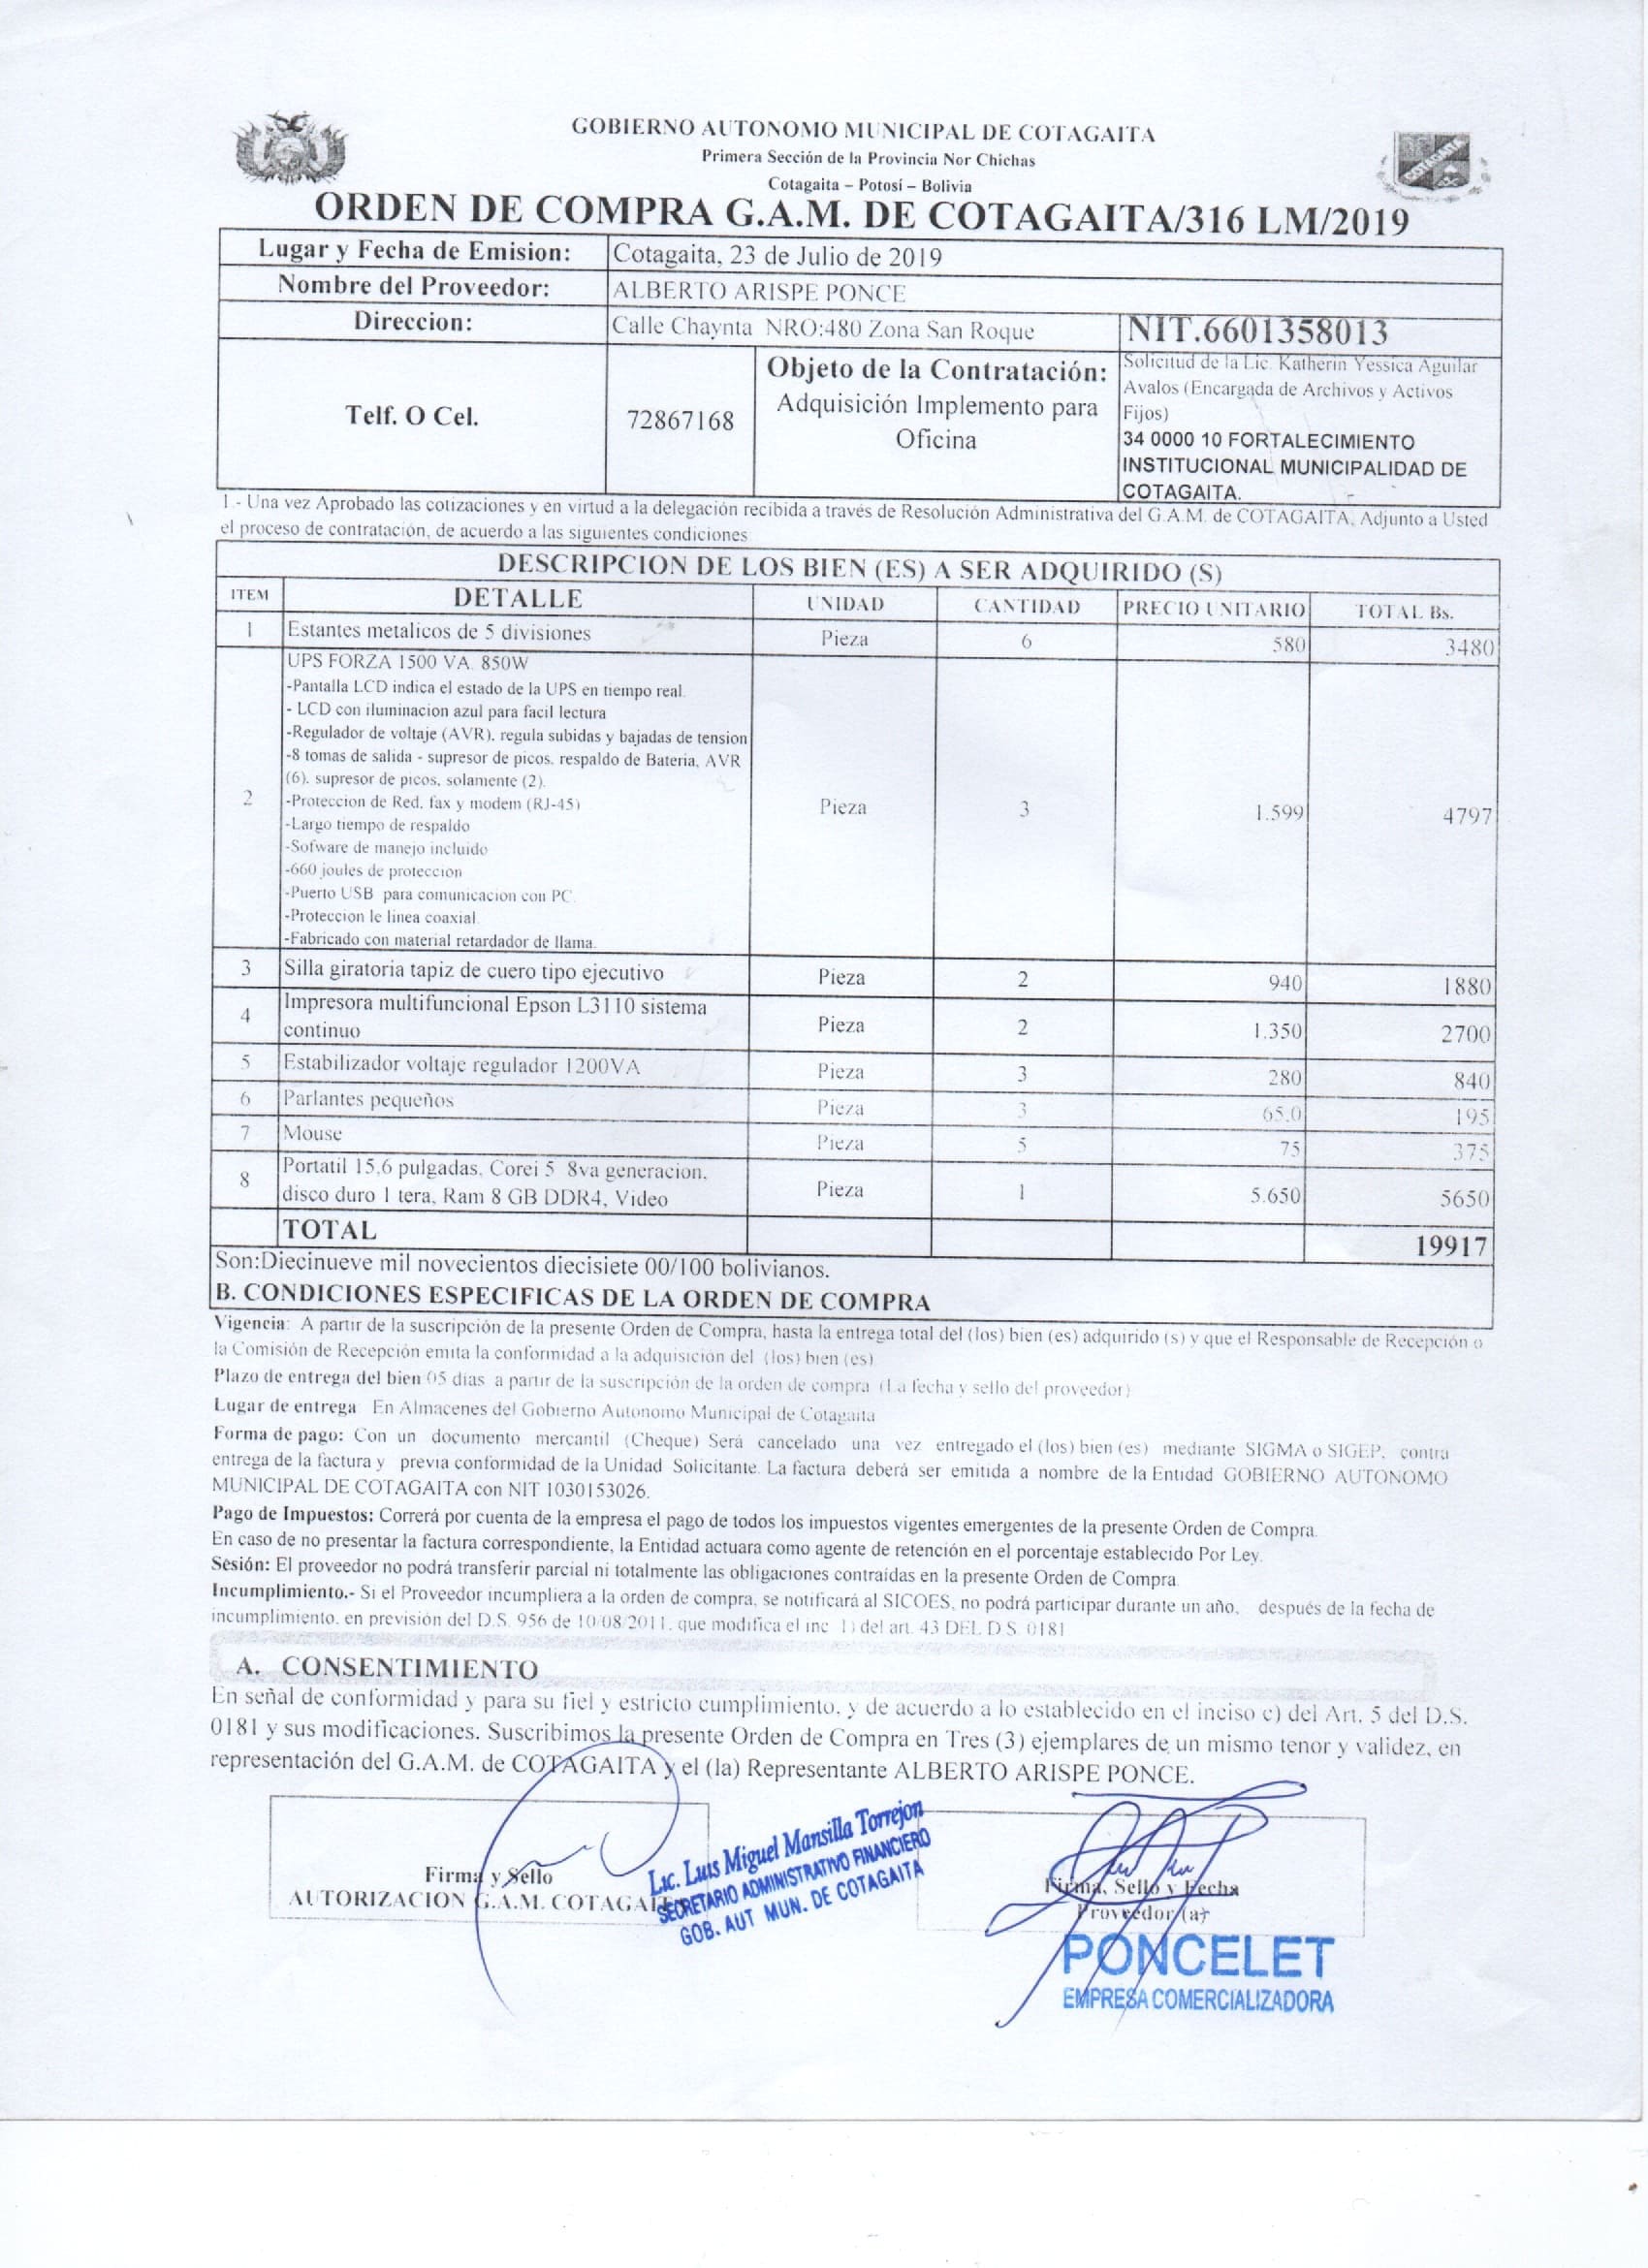 GOBIERNO AUTONOMO MUNICIPAL DE COTAGAITA
Primera Sección de la Provincia Nor Chichas
Cotagaita – Potosí – Bolivia
COTAGAITA
ORDEN DE COMPRA G.A.M. DE COTAGAITA/316 LM/2019
Lugar y Fecha de Emision: Cotagaita, 23 de Julio de 2019
Nombre del Proveedor: ALBERTO ARISPE PONCE
Direccion: Calle Chaynta NRO:480 Zona San Roque NIT.6601358013
Telf. O Cel. 72867168
Objeto de la Contratación:
Adquisición Implemento para
Oficina
Solicitud de la Lic. Katherin Yessica Aguilar
Avalos (Encargada de Archivos y Activos
Fijos)
34 0000 10 FORTALECIMIENTO
INSTITUCIONAL MUNICIPALIDAD DE
COTAGAITA.
1.- Una vez Aprobado las cotizaciones y en virtud a la delegación recibida a través de Resolución Administrativa del G.A.M. de COTAGAITA, Adjunto a Usted
el proceso de contratación, de acuerdo a las siguientes condiciones
DESCRIPCION DE LOS BIEN (ES) A SER ADQUIRIDO (S)
ITEM DETALLE UNIDAD CANTIDAD PRECIO UNITARIO TOTAL Bs.
1 Estantes metalicos de 5 divisiones Pieza 6 580 3480
UPS FORZA 1500 VA. 850W
-Pantalla LCD indica el estado de la UPS en tiempo real.
- LCD con iluminacion azul para facil lectura
-Regulador de voltaje (AVR), regula subidas y bajadas de tension
-8 tomas de salida - supresor de picos, respaldo de Bateria, AVR
(6), supresor de picos, solamente (2).
2 -Proteccion de Red, fax y modem (RJ-45) Pieza 3 1.599 4797
-Largo tiempo de respaldo
-Sofware de manejo incluido
-660 joules de proteccion
-Puerto USB para comunicacion con PC.
-Proteccion le linea coaxial.
-Fabricado con material retardador de llama.
3 Silla giratoria tapiz de cuero tipo ejecutivo Pieza 2 940 1880
4 Impresora multifuncional Epson L3110 sistema
continuo Pieza 2 1.350 2700
5 Estabilizador voltaje regulador 1200VA Pieza 3 280 840
6 Parlantes pequeños Pieza 3 65.0 195
7 Mouse Pieza 5 75 375
8 Portatil 15,6 pulgadas, Corei 5 8va generacion,
disco duro 1 tera, Ram 8 GB DDR4, Video Pieza 1 5.650 5650
TOTAL 19917
Son:Diecinueve mil novecientos diecisiete 00/100 bolivianos.
B. CONDICIONES ESPECIFICAS DE LA ORDEN DE COMPRA
Vigencia: A partir de la suscripción de la presente Orden de Compra, hasta la entrega total del (los) bien (es) adquirido (s) y que el Responsable de Recepción o
la Comisión de Recepción emita la conformidad a la adquisición del (los) bien (es)
Plazo de entrega del bien 05 dias a partir de la suscripción de la orden de compra (La fecha y sello del proveedor)
Lugar de entrega En Almacenes del Gobierno Autonomo Municipal de Cotagaita
Forma de pago: Con un documento mercantil (Cheque) Será cancelado una vez entregado el (los) bien (es) mediante SIGMA o SIGEP, contra
entrega de la factura y previa conformidad de la Unidad Solicitante. La factura deberá ser emitida a nombre de la Entidad GOBIERNO AUTONOMO
MUNICIPAL DE COTAGAITA con NIT 1030153026.
Pago de Impuestos: Correrá por cuenta de la empresa el pago de todos los impuestos vigentes emergentes de la presente Orden de Compra.
En caso de no presentar la factura correspondiente, la Entidad actuara como agente de retención en el porcentaje establecido Por Ley.
Sesión: El proveedor no podrá transferir parcial ni totalmente las obligaciones contraídas en la presente Orden de Compra.
Incumplimiento.- Si el Proveedor incumpliera a la orden de compra, se notificará al SICOES, no podrá participar durante un año, después de la fecha de
incumplimiento, en previsión del D.S. 956 de 10/08/2011, que modifica el inc 1) del art. 43 DEL D.S. 0181
A. CONSENTIMIENTO
En señal de conformidad y para su fiel y estricto cumplimiento, y de acuerdo a lo establecido en el inciso c) del Art. 5 del D.S.
0181 y sus modificaciones. Suscribimos la presente Orden de Compra en Tres (3) ejemplares de un mismo tenor y validez, en
representación del G.A.M. de COTAGAITA y el (la) Representante ALBERTO ARISPE PONCE.
Firma y Sello
AUTORIZACION G.A.M. COTAGAITA
Lic. Luis Miguel Mansilla Torrejon
SECRETARIO ADMINISTRATIVO FINANCIERO
GOB. AUT MUN. DE COTAGAITA
Firma, Sello y Fecha
Proveedor (a)
PONCELET
EMPRESA COMERCIALIZADORA